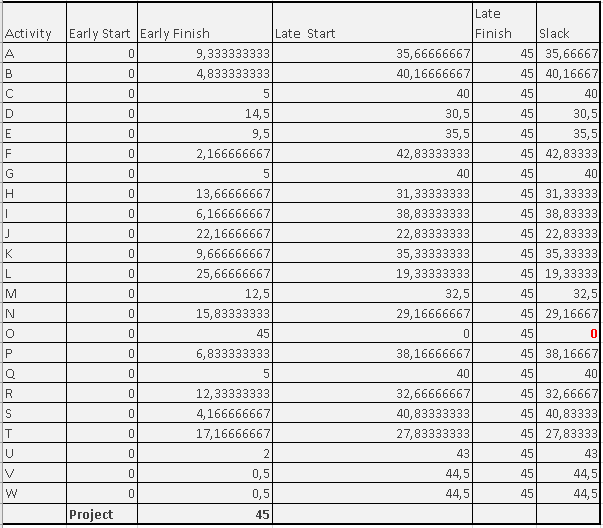 Activity Early Start Early Finish Late Start Late Finish Slack
A 0 9,333333333 35,66666667 45 35,66667
B 0 4,833333333 40,16666667 45 40,16667
C 0 5 40 45 40
D 0 14,5 30,5 45 30,5
E 0 9,5 35,5 45 35,5
F 0 2,166666667 42,83333333 45 42,83333
G 0 5 40 45 40
H 0 13,66666667 31,33333333 45 31,33333
I 0 6,166666667 38,83333333 45 38,83333
J 0 22,16666667 22,83333333 45 22,83333
K 0 9,666666667 35,33333333 45 35,33333
L 0 25,66666667 19,33333333 45 19,33333
M 0 12,5 32,5 45 32,5
N 0 15,83333333 29,16666667 45 29,16667
O 0 45 0 45 0
P 0 6,833333333 38,16666667 45 38,16667
Q 0 5 40 45 40
R 0 12,33333333 32,66666667 45 32,66667
S 0 4,166666667 40,83333333 45 40,83333
T 0 17,16666667 27,83333333 45 27,83333
U 0 2 43 45 43
V 0 0,5 44,5 45 44,5
W 0 0,5 44,5 45 44,5
Project 45